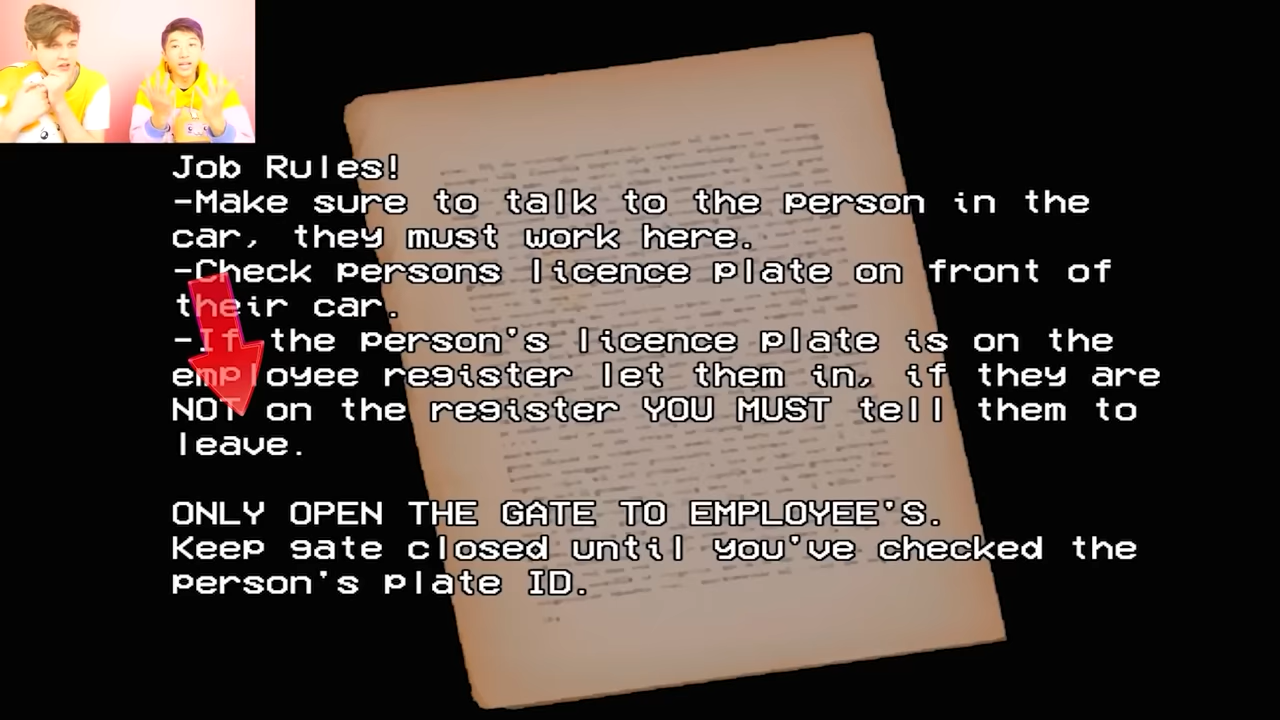 Job Rules!
-Make sure to talk to the person in the
car, they must work here.
-Check persons licence plate on front of
their car.
-If the person's licence plate is on the
employee register let them in, if they are
NOT on the register YOU MUST tell them to
leave.
ONLY OPEN THE GATE TO EMPLOYEE'S.
Keep gate closed until you've checked the
person's plate ID.